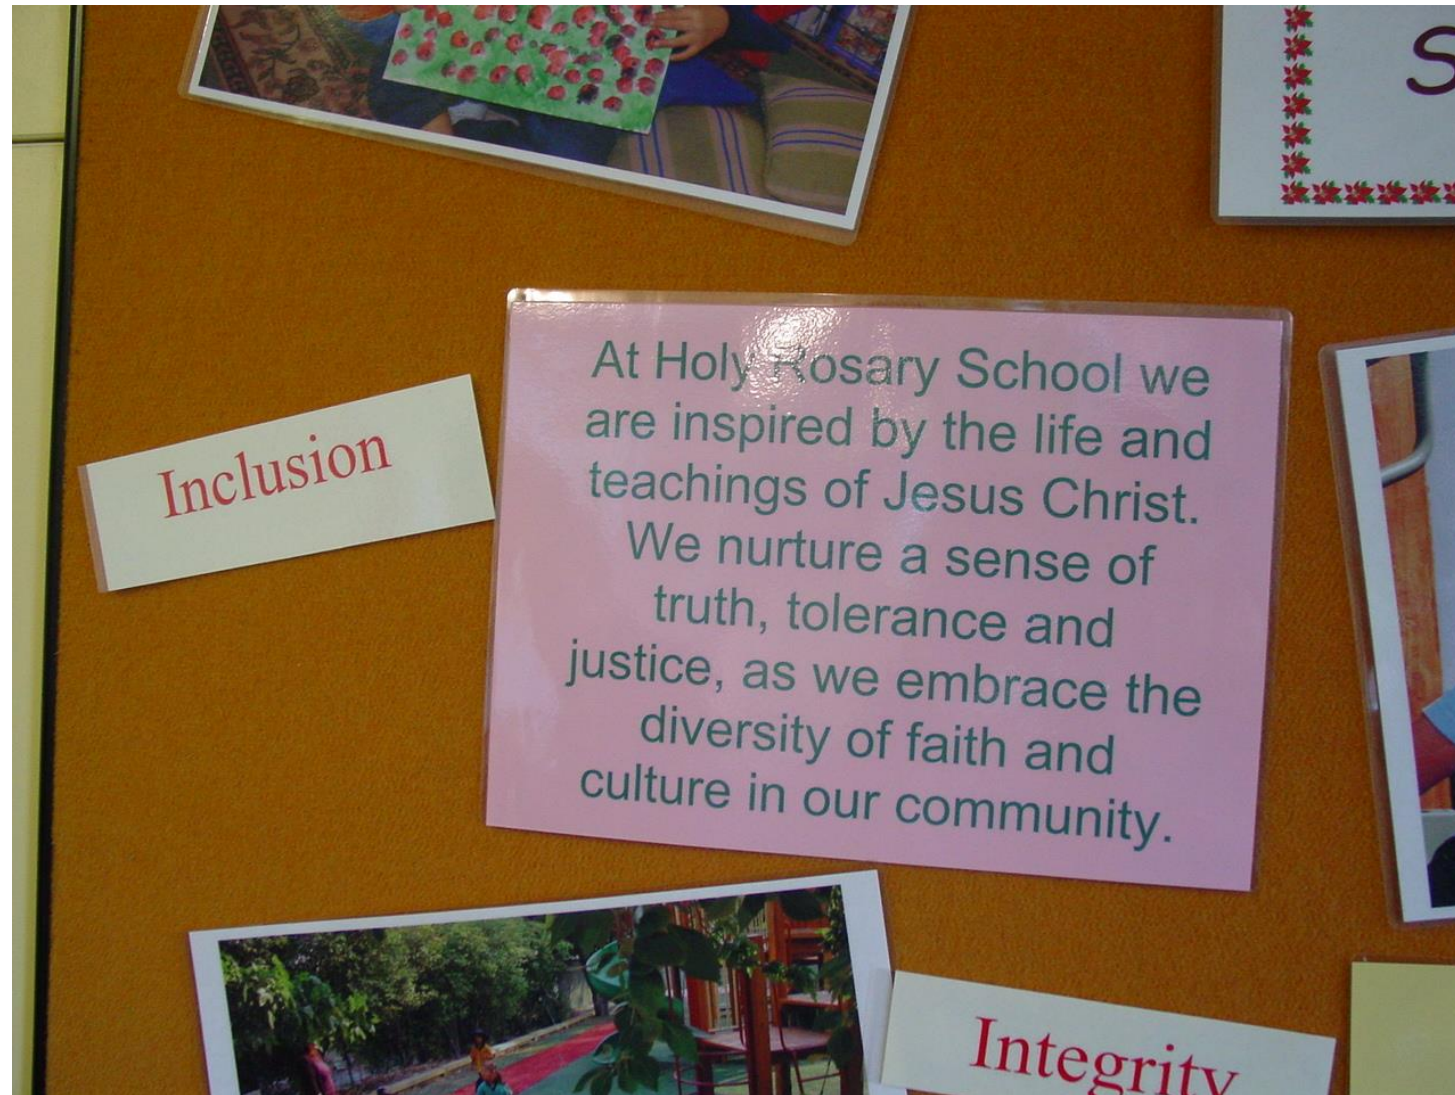 S
Inclusion
At Holy Rosary School we
are inspired by the life and
teachings of Jesus Christ.
We nurture a sense of
truth, tolerance and
justice, as we embrace the
diversity of faith and
culture in our community.
Integrity